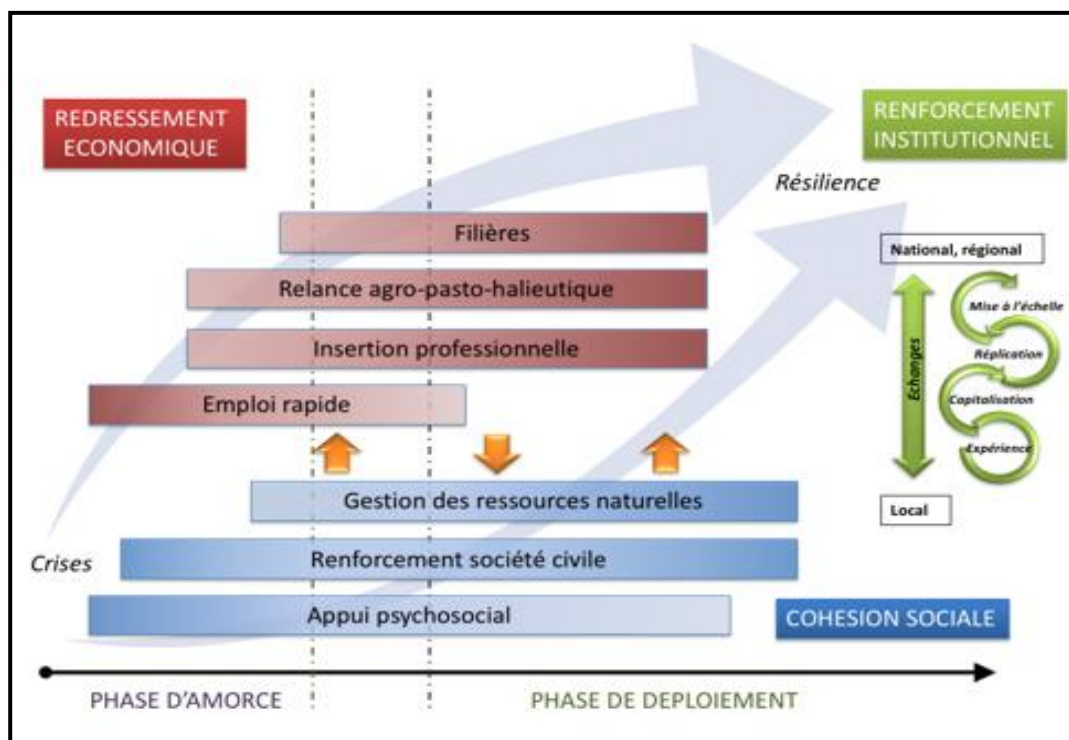 REDRESSEMENT
ECONOMIQUE
RENFORCEMENT
INSTITUTIONNEL
Résilience
Filières
National, régional
Relance agro-pasto-halieutique
Mise à l'échelle
Insertion professionnelle
Réplication
Echanges
Emploi rapide
Capitalisation
Expérience
Gestion des ressources naturelles
Local
Crises
Renforcement société civile
Appui psychosocial
COHESION SOCIALE
PHASE D'AMORCE
PHASE DE DEPLOIEMENT